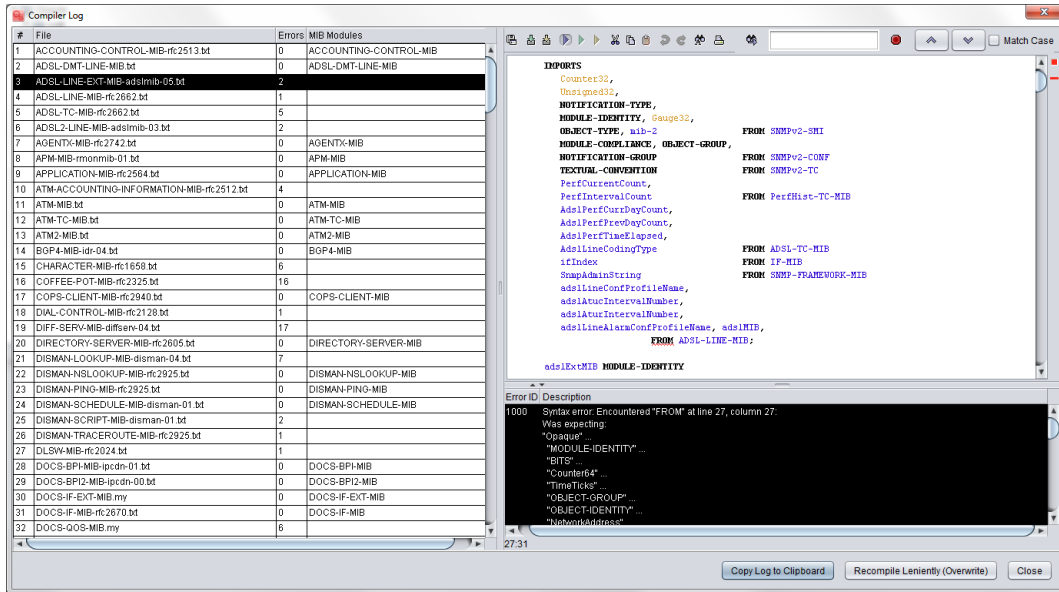 Compiler Log
# File Errors MIB Modules
1 ACCOUNTING-CONTROL-MIB-rfc2513.txt 0 ACCOUNTING-CONTROL-MIB
2 ADSL-DMT-LINE-MIB.txt 0 ADSL-DMT-LINE-MIB
3 ADSL-LINE-EXT-MIB-adslmib-05.txt 2
4 ADSL-LINE-MIB-rfc2662.txt 1
5 ADSL-TC-MIB-rfc2662.txt 5
6 ADSL2-LINE-MIB-adslmib-03.txt 2
7 AGENTX-MIB-rfc2742.txt 0 AGENTX-MIB
8 APM-MIB-rmonmib-01.txt 0 APM-MIB
9 APPLICATION-MIB-rfc2564.txt 0 APPLICATION-MIB
10 ATM-ACCOUNTING-INFORMATION-MIB-rfc2512.txt 4
11 ATM-MIB.txt 0 ATM-MIB
12 ATM-TC-MIB.txt 0 ATM-TC-MIB
13 ATM2-MIB.txt 0 ATM2-MIB
14 BGP4-MIB-idr-04.txt 0 BGP4-MIB
15 CHARACTER-MIB-rfc1658.txt 6
16 COFFEE-POT-MIB-rfc2325.txt 16
17 COPS-CLIENT-MIB-rfc2940.txt 0 COPS-CLIENT-MIB
18 DIAL-CONTROL-MIB-rfc2128.txt 1
19 DIFF-SERV-MIB-diffserv-04.txt 17
20 DIRECTORY-SERVER-MIB-rfc2605.txt 0 DIRECTORY-SERVER-MIB
21 DISMAN-LOOKUP-MIB-disman-04.txt 7
22 DISMAN-NSLOOKUP-MIB-rfc2925.txt 0 DISMAN-NSLOOKUP-MIB
23 DISMAN-PING-MIB-rfc2925.txt 0 DISMAN-PING-MIB
24 DISMAN-SCHEDULE-MIB-disman-01.txt 0 DISMAN-SCHEDULE-MIB
25 DISMAN-SCRIPT-MIB-disman-01.txt 2
26 DISMAN-TRACEROUTE-MIB-rfc2925.txt 1
27 DLSW-MIB-rfc2024.txt 1
28 DOCS-BPI-MIB-ipcdn-01.txt 0 DOCS-BPI-MIB
29 DOCS-BPI2-MIB-ipcdn-00.txt 0 DOCS-BPI2-MIB
30 DOCS-IF-EXT-MIB.my 0 DOCS-IF-EXT-MIB
31 DOCS-IF-MIB-rfc2670.txt 0 DOCS-IF-MIB
32 DOCS-QOS-MIB.my 6
Match Case
IMPORTS
Counter32,
Unsigned32,
NOTIFICATION-TYPE,
MODULE-IDENTITY, Gauge32,
OBJECT-TYPE, mib-2 FROM SNMPv2-SMI
MODULE-COMPLIANCE, OBJECT-GROUP,
NOTIFICATION-GROUP FROM SNMPv2-CONF
TEXTUAL-CONVENTION FROM SNMPv2-TC
PerfCurrentCount,
PerfIntervalCount FROM PerfHist-TC-MIB
AdslPerfCurrDayCount,
AdslPerfPrevDayCount,
AdslPerfTimeElapsed,
AdslLineCodingType FROM ADSL-TC-MIB
ifIndex FROM IF-MIB
SnmpAdminString FROM SNMP-FRAMEWORK-MIB
adslLineConfProfileName,
adslAtucIntervalNumber,
adslAturIntervalNumber,
adslLineAlarmConfProfileName, adslMIB,
FROM ADSL-LINE-MIB;
adslExtMIB MODULE-IDENTITY
Error ID Description
1000 Syntax error: Encountered "FROM" at line 27, column 27:
Was expecting:
"Opaque" ...
"MODULE-IDENTITY" ...
"BITS" ...
"Counter64" ...
"TimeTicks" ...
"OBJECT-GROUP" ...
"OBJECT-IDENTITY" ...
"NetworkAddress"
27:31
Copy Log to Clipboard Recompile Leniently (Overwrite) Close